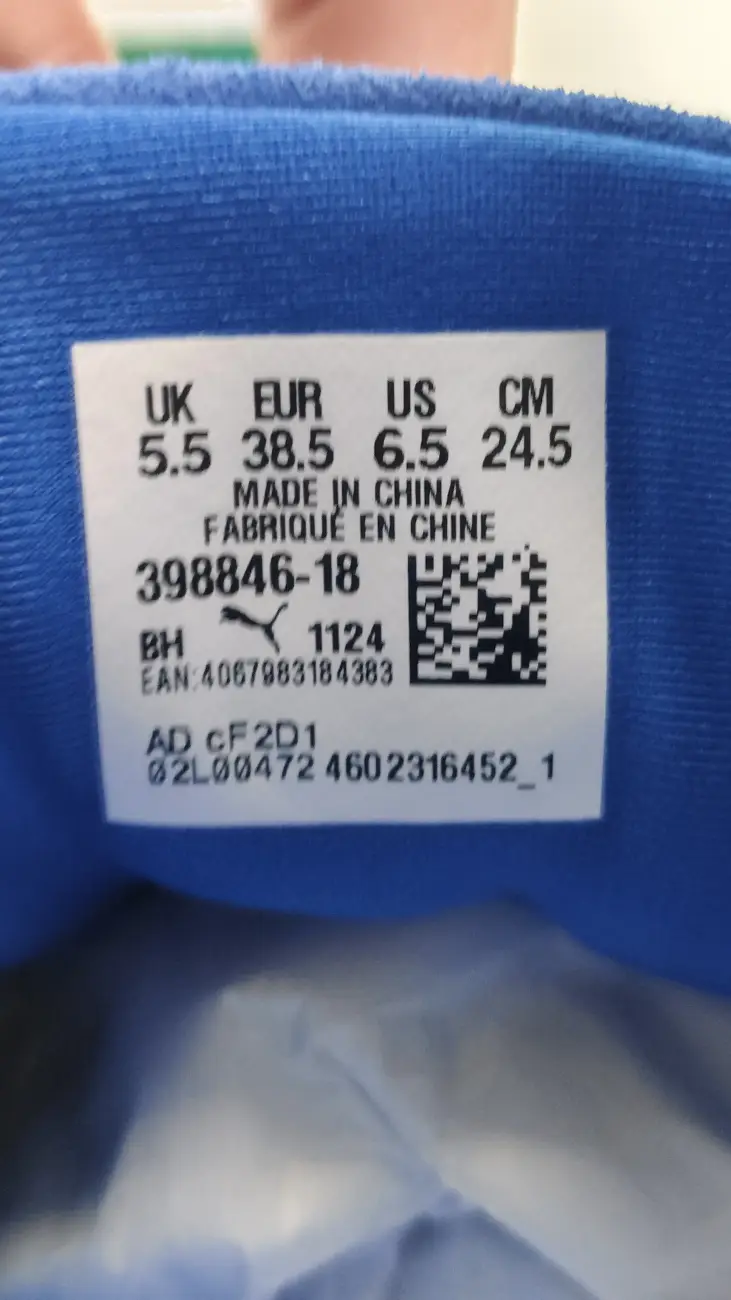 UK EUR US CM
5.5 38.5 6.5 24.5
MADE IN CHINA
FABRIQUÉ EN CHINE
398846-18
BH 1124
EAN:4067983184383
AD cF2D1
02L00472 4602316452_1